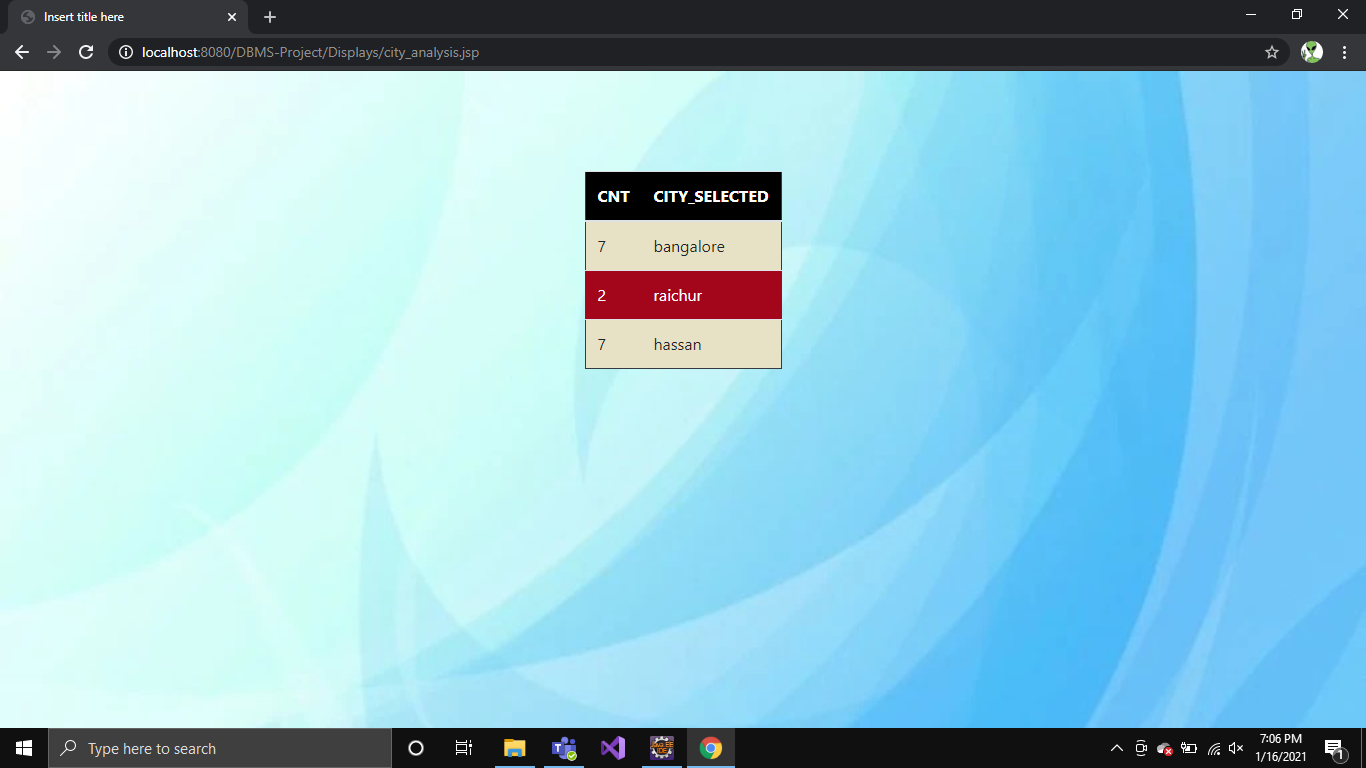 Insert title here
localhost:8080/DBMS-Project/Displays/city_analysis.jsp
CNT CITY_SELECTED
7 bangalore
2 raichur
7 hassan
Type here to search
7:06 PM
1/16/2021
1